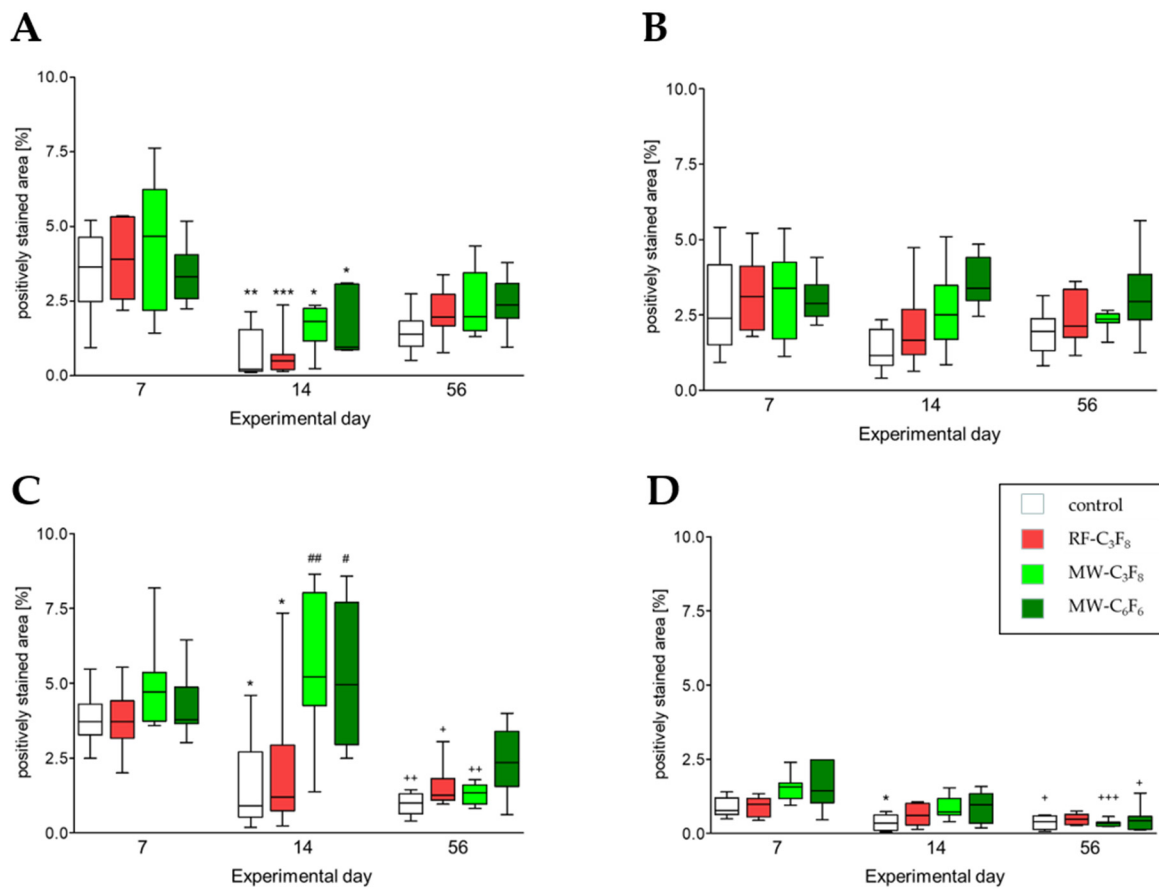 A
positively stained area [%]
10.0
7.5
5.0
2.5
0.0
** *** * *
7 14 56
Experimental day
B
positively stained area [%]
10.0
7.5
5.0
2.5
0.0
7 14 56
Experimental day
C
positively stained area [%]
10.0
7.5
5.0
2.5
0.0
* * ## # ++ + ++
7 14 56
Experimental day
D
positively stained area [%]
10.0
7.5
5.0
2.5
0.0
* + +++ +
7 14 56
Experimental day
control
RF-C₃F₈
MW-C₃F₈
MW-C₆F₆